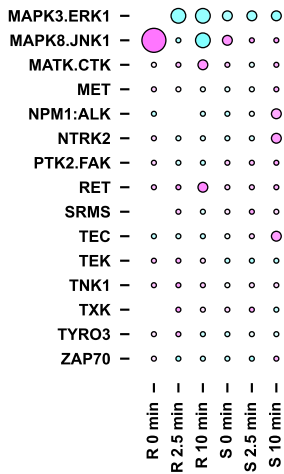 MAPK3.ERK1
MAPK8.JNK1
MATK.CTK
MET
NPM1:ALK
NTRK2
PTK2.FAK
RET
SRMS
TEC
TEK
TNK1
TXK
TYRO3
ZAP70
R 0 min
R 2.5 min
R 10 min
S 0 min
S 2.5 min
S 10 min